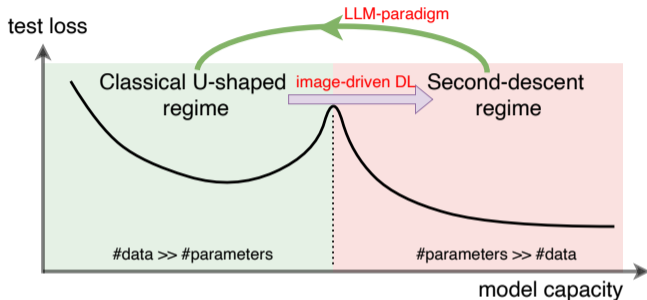 LLM-paradigm
test loss
Classical U-shaped
regime
image-driven DL
Second-descent
regime
#data >> #parameters
#parameters >> #data
model capacity